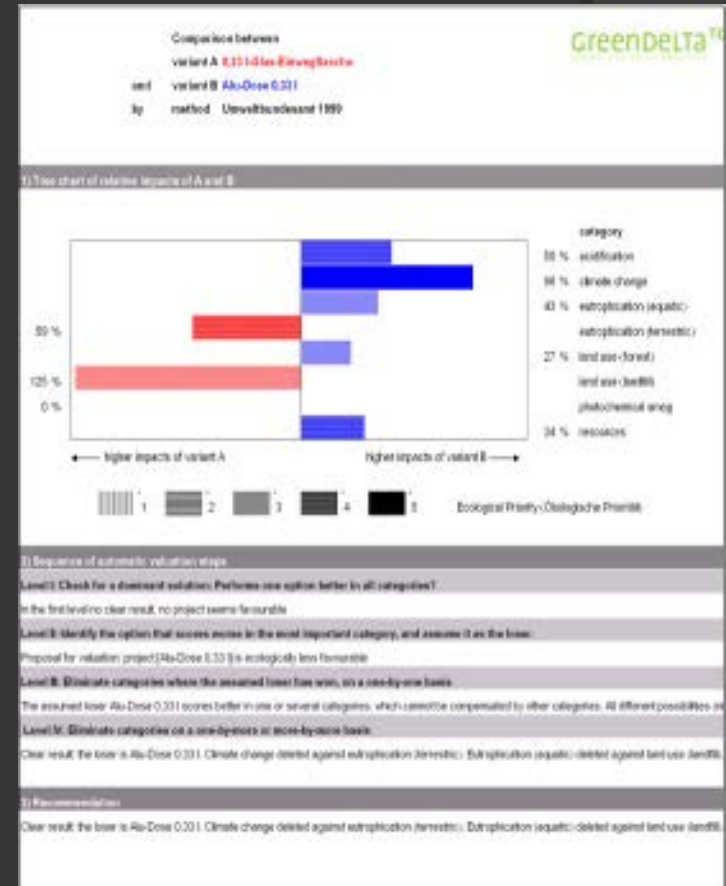 GreenDeLTaTC
Comparison between
variant A 0,33 l-Glas-Einwegflasche
and variant B Alu-Dose 0,33 l
by method Umweltbundesamt 1999
1) Tree chart of relative impacts of A and B
category
50 % acidification
climate change
43 % eutrophication (aquatic)
59 % eutrophication (terrestric)
27 % land use (forest)
125 % land use (landfill)
0 % photochemical smog
34 % resources
higher impacts of variant A higher impacts of variant B
1 2 3 4 5 Ecological Priority (Ökologische Priorität)
2) Sequence of automatic valuation steps
Level I: Check for a dominant solution: Performs one option better in all categories?
In the first level no clear result, no project seems favourable
Level II: Identify the option that scores worse in the most important category, and assume it as the loser.
Proposal for valuation: project [Alu-Dose 0,33 l] is ecologically less favourable
Level III: Eliminate categories where the assumed loser has won, on a one-by-one basis
The assumed loser Alu-Dose 0,33 l scores better in one or several categories, which cannot be compensated by other categories. All different possibilities
Level IV: Eliminate categories on a one-by-more or more-by-more basis
Clear result: the loser is Alu-Dose 0,33 l. Climate change deleted against eutrophication (terrestric). Eutrophication (aquatic) deleted against land use (landfill).
3) Recommendation
Clear result: the loser is Alu-Dose 0,33 l. Climate change deleted against eutrophication (terrestric). Eutrophication (aquatic) deleted against land use (landfill).